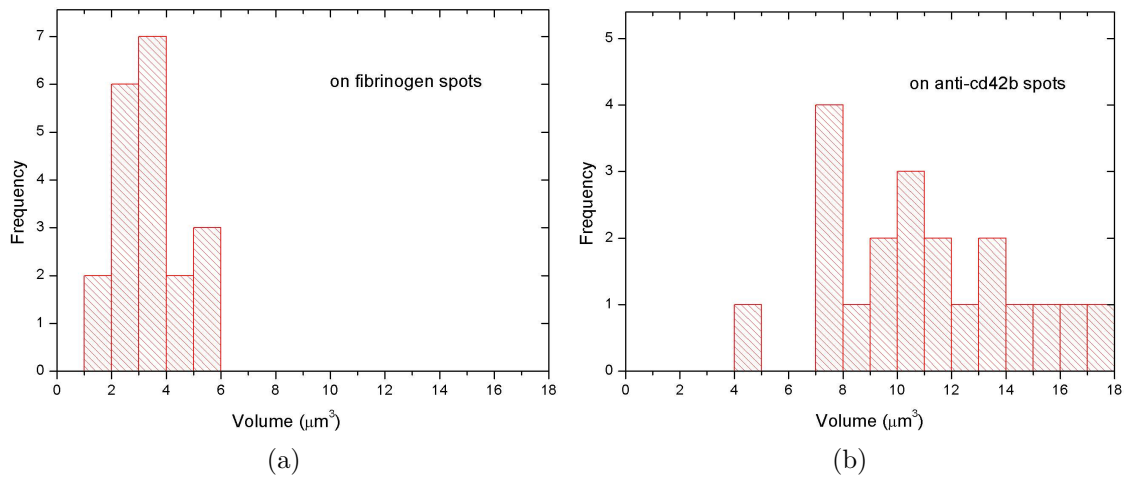 7
6
5
4
3
2
1
0
Frequency
on fibrinogen spots
0 2 4 6 8 10 12 14 16 18
Volume (μm³)
(a)
5
4
3
2
1
0
Frequency
on anti-cd42b spots
0 2 4 6 8 10 12 14 16 18
Volume (μm³)
(b)